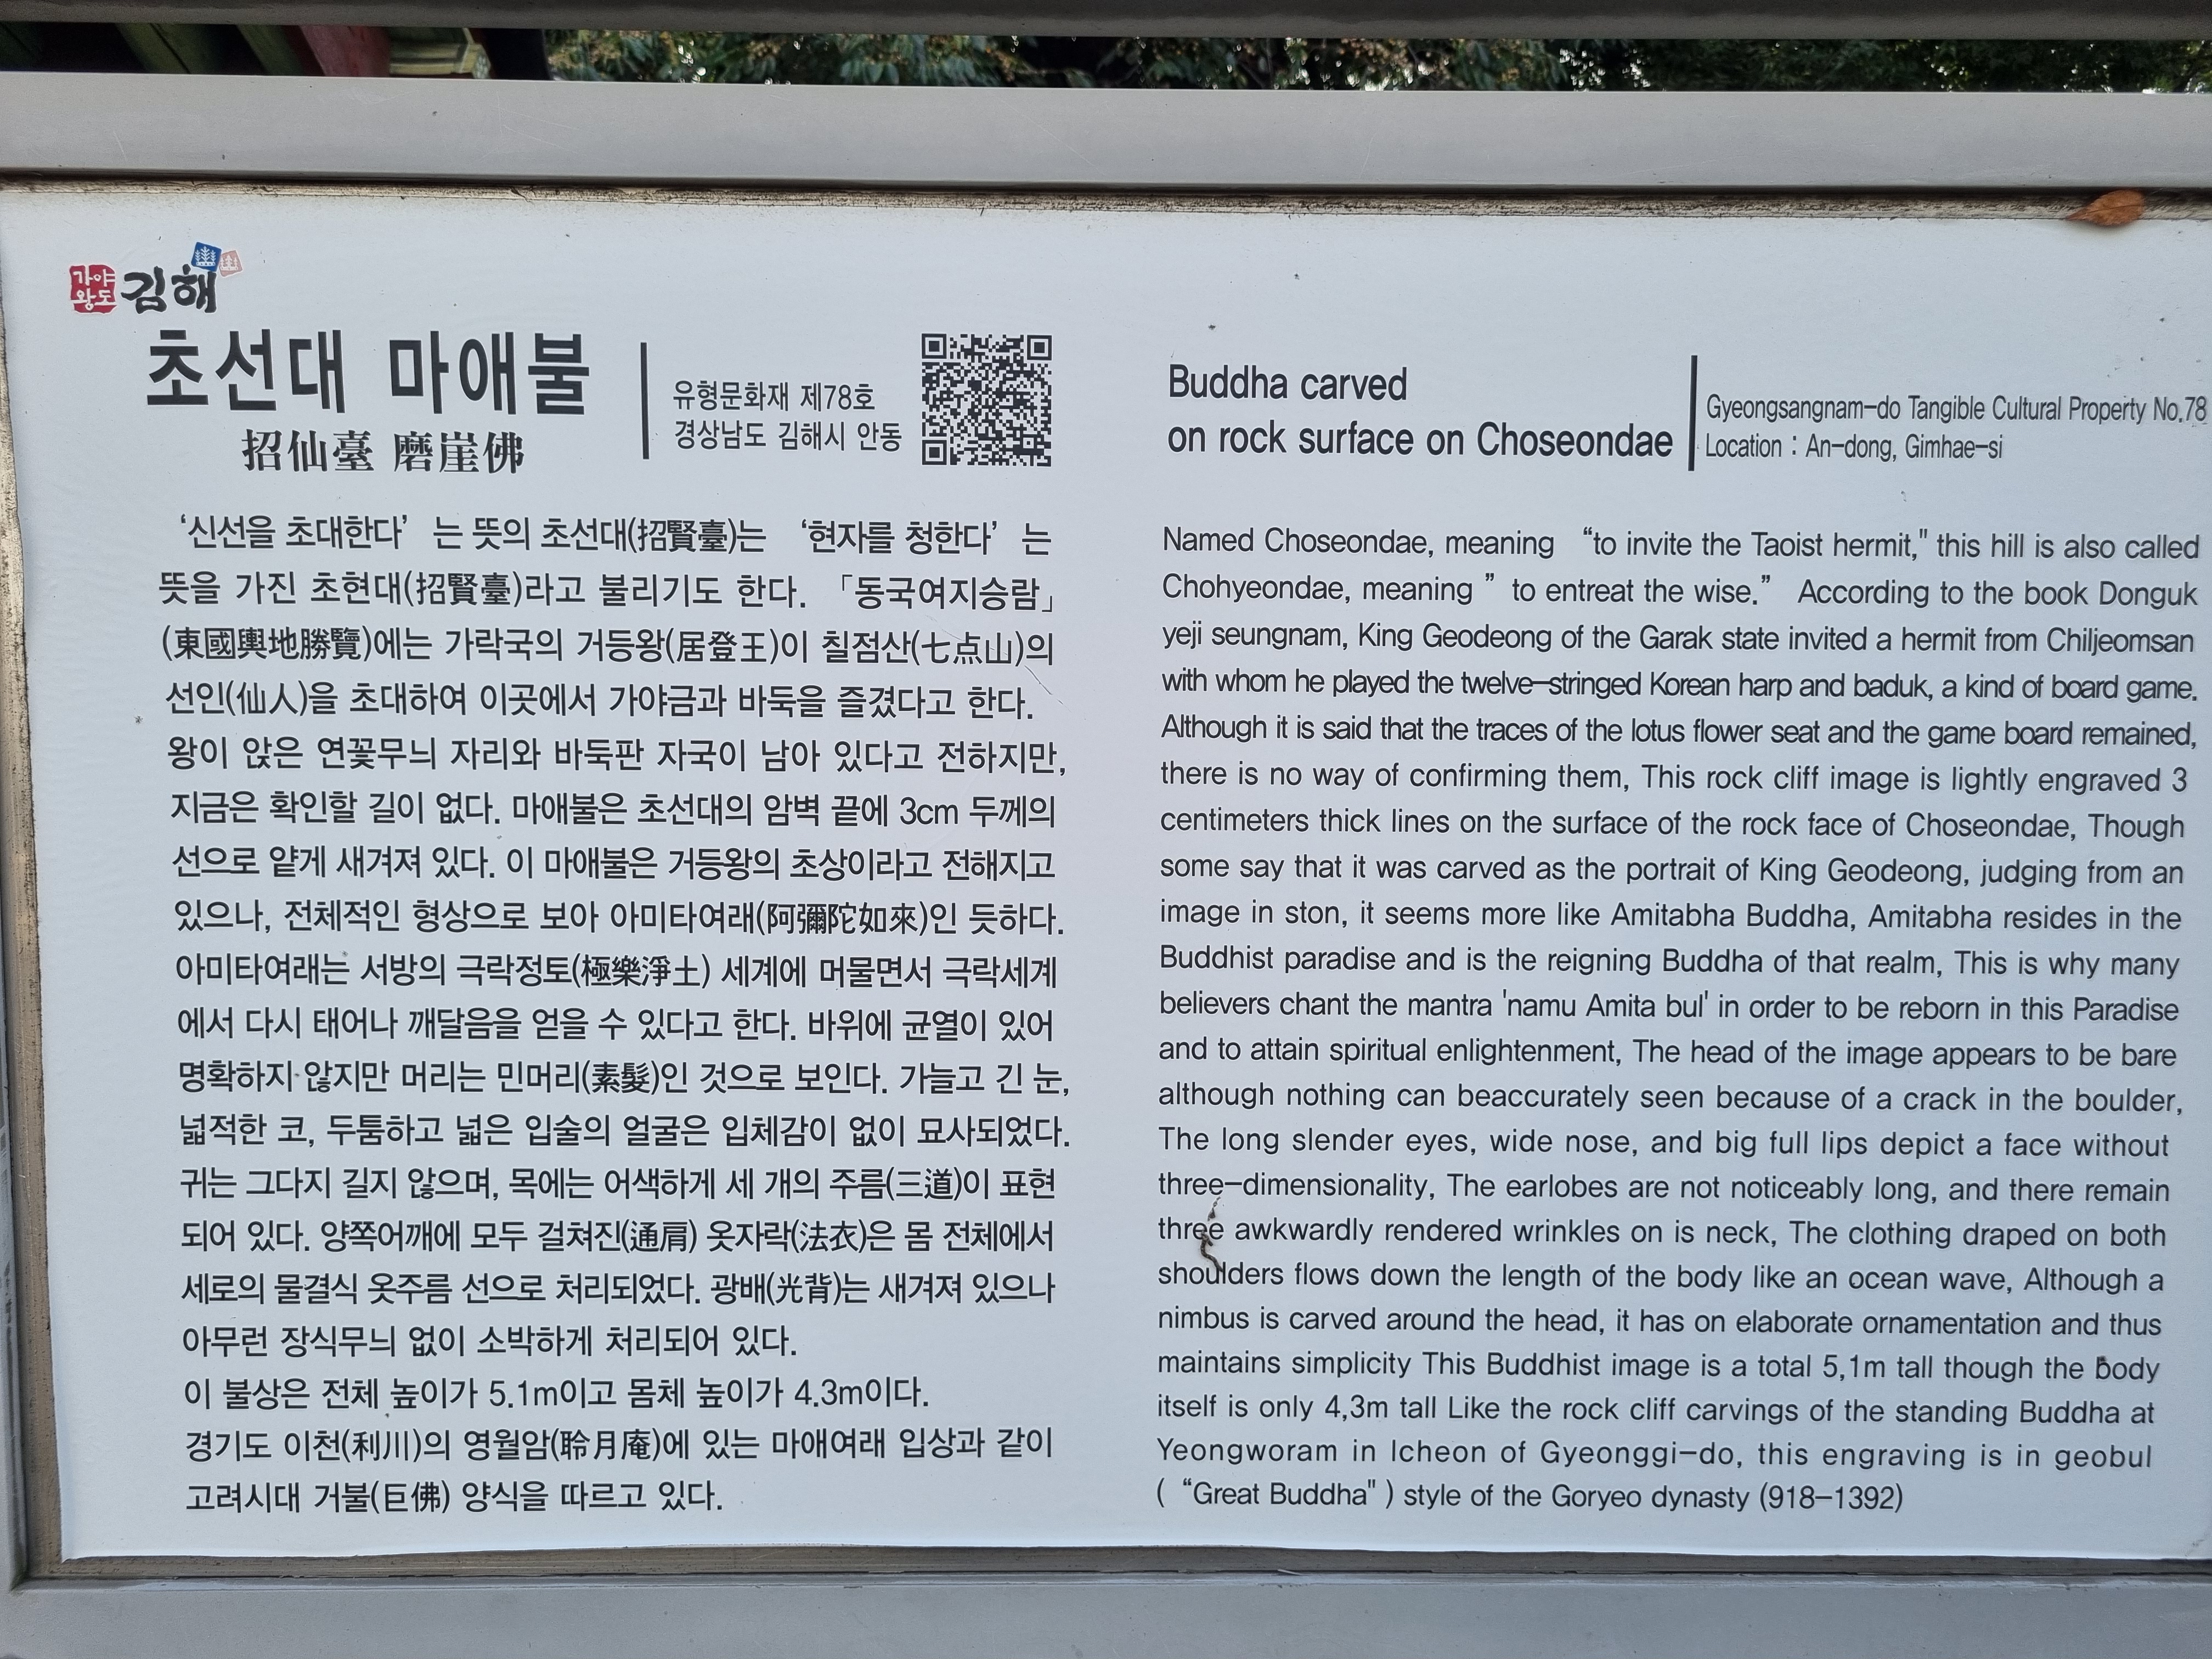 가야
왕도
김해
초선대 마애불
招仙臺 磨崖佛
유형문화재 제78호
경상남도 김해시 안동
‘신선을 초대한다’ 는 뜻의 초선대(招賢臺)는 ‘현자를 청한다’ 는
뜻을 가진 초현대(招賢臺)라고 불리기도 한다. 「동국여지승람」
(東國輿地勝覽)에는 가락국의 거등왕(居登王)이 칠점산(七点山)의
선인(仙人)을 초대하여 이곳에서 가야금과 바둑을 즐겼다고 한다.
왕이 앉은 연꽃무늬 자리와 바둑판 자국이 남아 있다고 전하지만,
지금은 확인할 길이 없다. 마애불은 초선대의 암벽 끝에 3cm 두께의
선으로 얕게 새겨져 있다. 이 마애불은 거등왕의 초상이라고 전해지고
있으나, 전체적인 형상으로 보아 아미타여래(阿彌陀如來)인 듯하다.
아미타여래는 서방의 극락정토(極樂淨土) 세계에 머물면서 극락세계
에서 다시 태어나 깨달음을 얻을 수 있다고 한다. 바위에 균열이 있어
명확하지 않지만 머리는 민머리(素髮)인 것으로 보인다. 가늘고 긴 눈,
넓적한 코, 두툼하고 넓은 입술의 얼굴은 입체감이 없이 묘사되었다.
귀는 그다지 길지 않으며, 목에는 어색하게 세 개의 주름(三道)이 표현
되어 있다. 양쪽어깨에 모두 걸쳐진(通肩) 옷자락(法衣)은 몸 전체에서
세로의 물결식 옷주름 선으로 처리되었다. 광배(光背)는 새겨져 있으나
아무런 장식무늬 없이 소박하게 처리되어 있다.
이 불상은 전체 높이가 5.1m이고 몸체 높이가 4.3m이다.
경기도 이천(利川)의 영월암(聆月庵)에 있는 마애여래 입상과 같이
고려시대 거불(巨佛) 양식을 따르고 있다.
Buddha carved
on rock surface on Choseondae
Gyeongsangnam-do Tangible Cultural Property No.78
Location : An-dong, Gimhae-si
Named Choseondae, meaning “to invite the Taoist hermit," this hill is also called
Chohyeondae, meaning ” to entreat the wise.” According to the book Donguk
yeji seungnam, King Geodeong of the Garak state invited a hermit from Chiljeomsan
with whom he played the twelve-stringed Korean harp and baduk, a kind of board game.
Although it is said that the traces of the lotus flower seat and the game board remained,
there is no way of confirming them, This rock cliff image is lightly engraved 3
centimeters thick lines on the surface of the rock face of Choseondae, Though
some say that it was carved as the portrait of King Geodeong, judging from an
image in ston, it seems more like Amitabha Buddha, Amitabha resides in the
Buddhist paradise and is the reigning Buddha of that realm, This is why many
believers chant the mantra 'namu Amita bul' in order to be reborn in this Paradise
and to attain spiritual enlightenment, The head of the image appears to be bare
although nothing can beaccurately seen because of a crack in the boulder,
The long slender eyes, wide nose, and big full lips depict a face without
three-dimensionality, The earlobes are not noticeably long, and there remain
three awkwardly rendered wrinkles on is neck, The clothing draped on both
shoulders flows down the length of the body like an ocean wave, Although a
nimbus is carved around the head, it has on elaborate ornamentation and thus
maintains simplicity This Buddhist image is a total 5,1m tall though the body
itself is only 4,3m tall Like the rock cliff carvings of the standing Buddha at
Yeongworam in Icheon of Gyeonggi-do, this engraving is in geobul
( “Great Buddha" ) style of the Goryeo dynasty (918-1392)